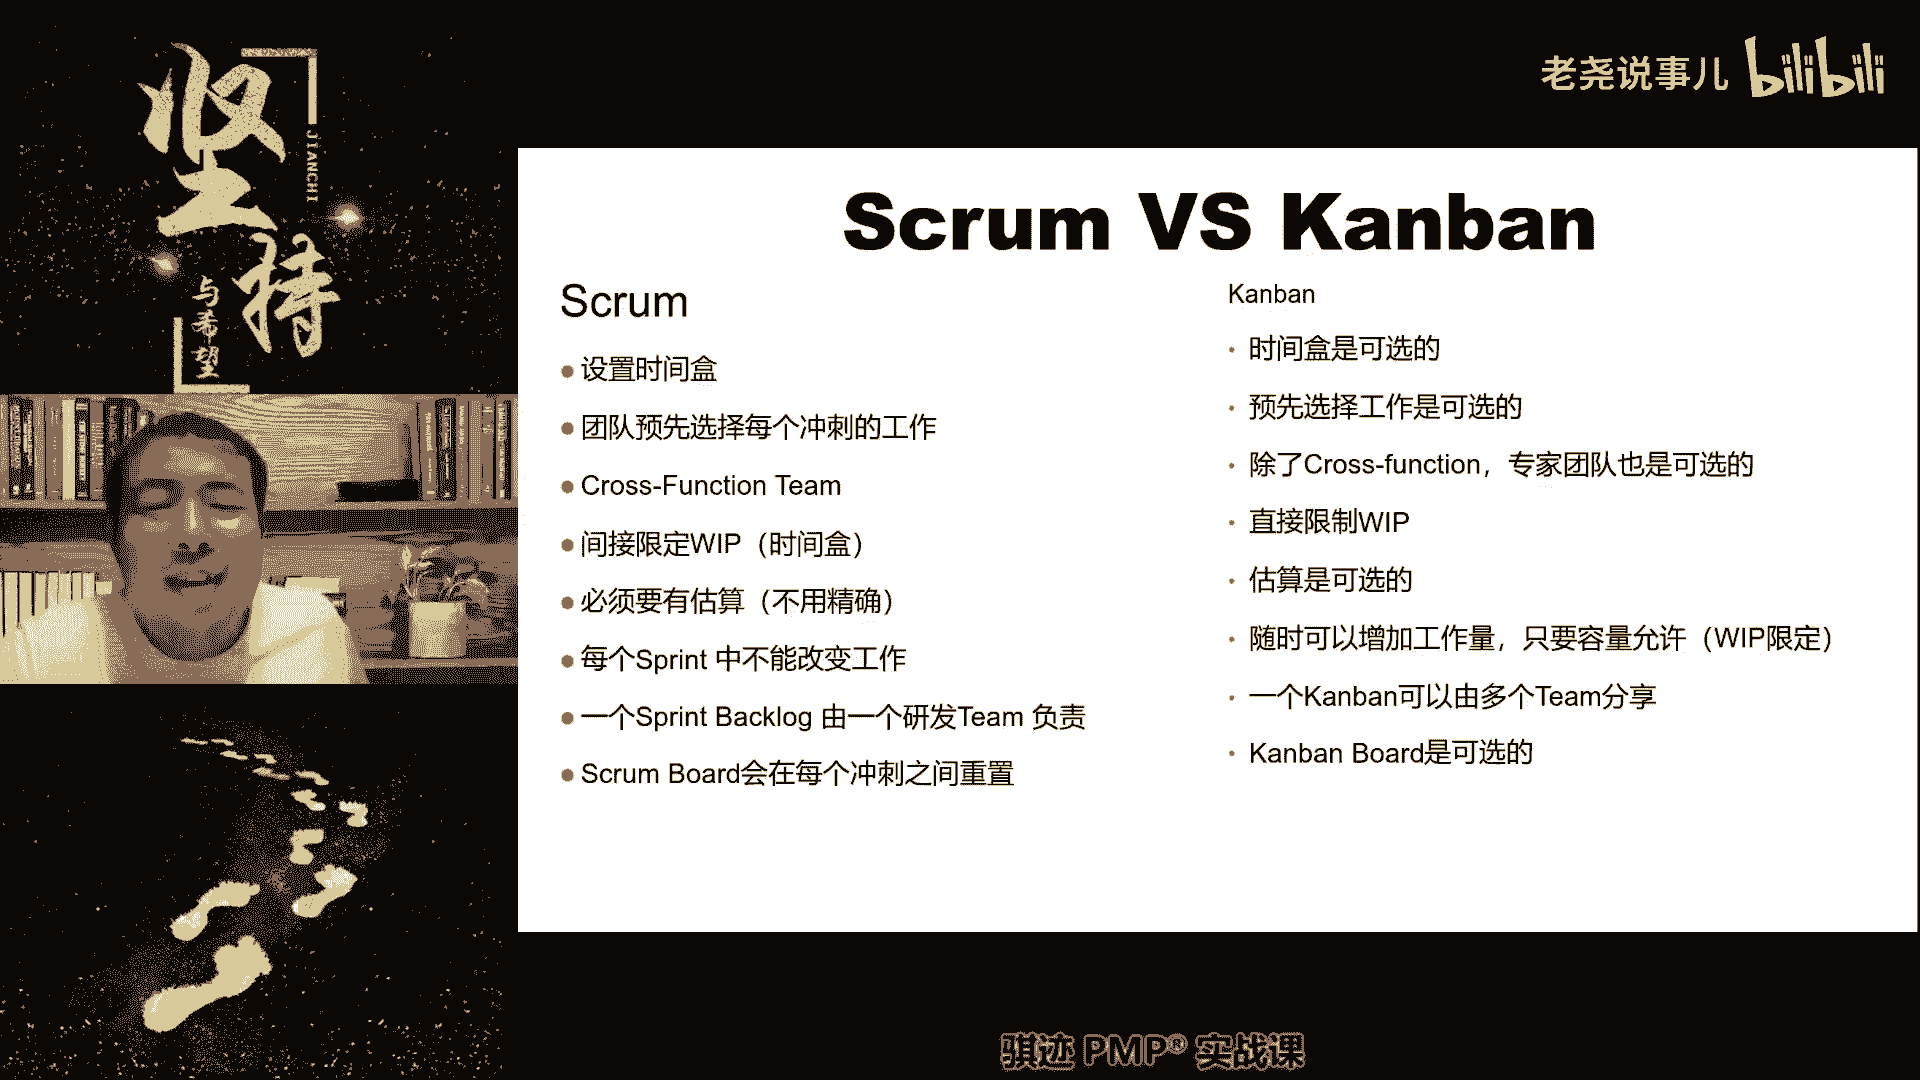 坚持
JIANCHI
与希望
老尧说事儿 bilibili
Scrum VS Kanban
Scrum
设置时间盒
团队预先选择每个冲刺的工作
Cross-Function Team
间接限定WIP（时间盒）
必须要有估算（不用精确）
每个Sprint 中不能改变工作
一个Sprint Backlog 由一个研发Team 负责
Scrum Board会在每个冲刺之间重置
Kanban
时间盒是可选的
预先选择工作是可选的
除了Cross-function，专家团队也是可选的
直接限制WIP
估算是可选的
随时可以增加工作量，只要容量允许（WIP限定）
一个Kanban可以由多个Team分享
Kanban Board是可选的
骐迹 PMP® 实战课